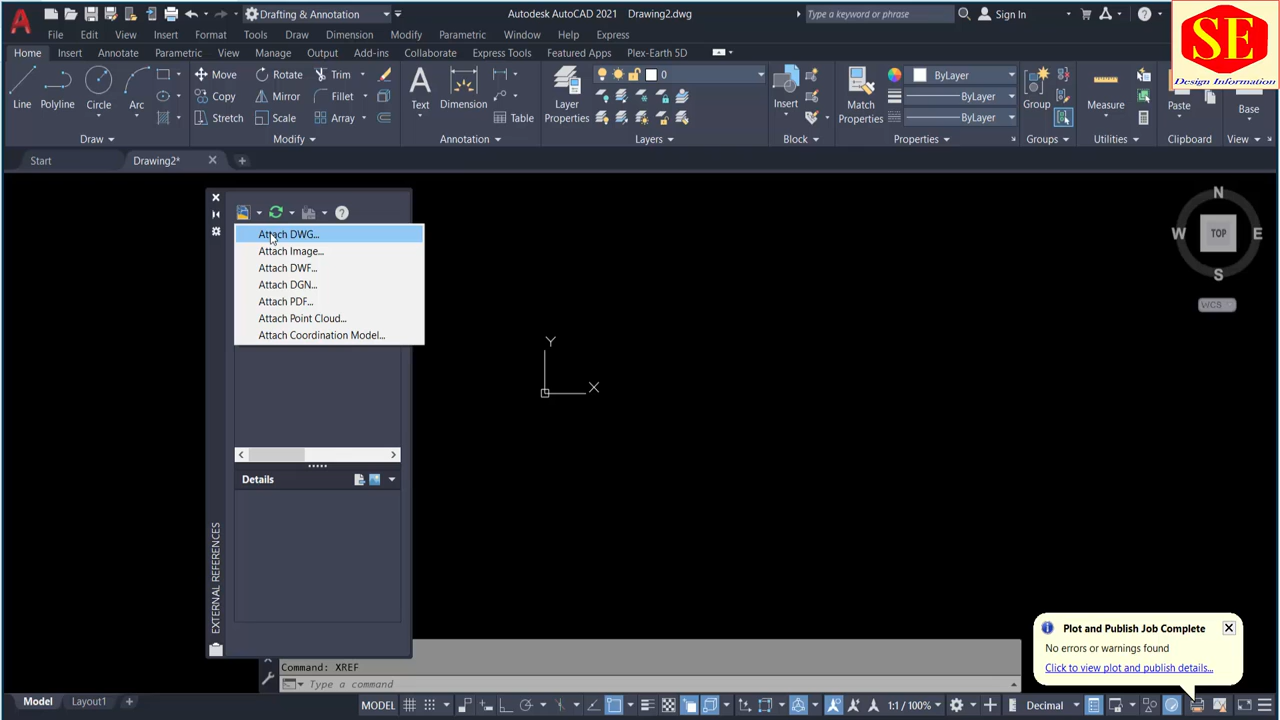 Drafting & Annotation
Autodesk AutoCAD 2021 Drawing2.dwg
Type a keyword or phrase
Sign In
SE
Design Information
File Edit View Insert Format Tools Draw Dimension Modify Parametric Window Help Express
Home Insert Annotate Parametric View Manage Output Add-ins Collaborate Express Tools Featured Apps Plex-Earth 5D
Line Polyline Circle Arc
Move Rotate Trim
Copy Mirror Fillet
Stretch Scale Array
Text Dimension Table
Layer Properties
0
Insert
Match Properties
ByLayer
ByLayer
ByLayer
Group Measure Paste Base
Draw Modify Annotation Layers Block Properties Groups Utilities Clipboard View
Start Drawing2*
Attach DWG...
Attach Image...
Attach DWF...
Attach DGN...
Attach PDF...
Attach Point Cloud...
Attach Coordination Model...
N
W TOP E
S
WCS
Y
X
Details
EXTERNAL REFERENCES
Plot and Publish Job Complete
No errors or warnings found
Click to view plot and publish details...
Command: XREF
Type a command
Model Layout1
MODEL
1:1 / 100%
Decimal